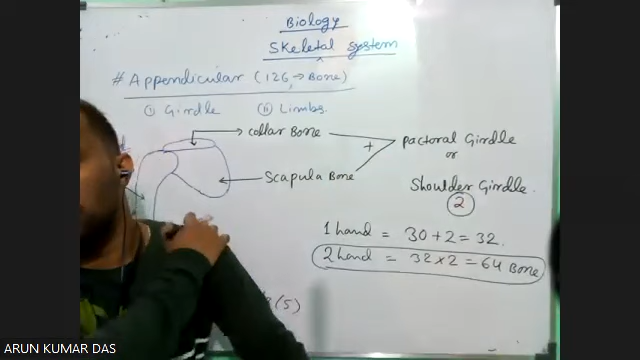 Biology
Skeletal system
# Appendicular (126 → Bone)
(i) Girdle (ii) Limbs
collar Bone
+ pactoral Girdle
or
Scapula Bone
Shoulder Girdle.
2
1 hand = 30+2 = 32.
2 hand = 32 x 2 = 64 Bone
(5)
ARUN KUMAR DAS